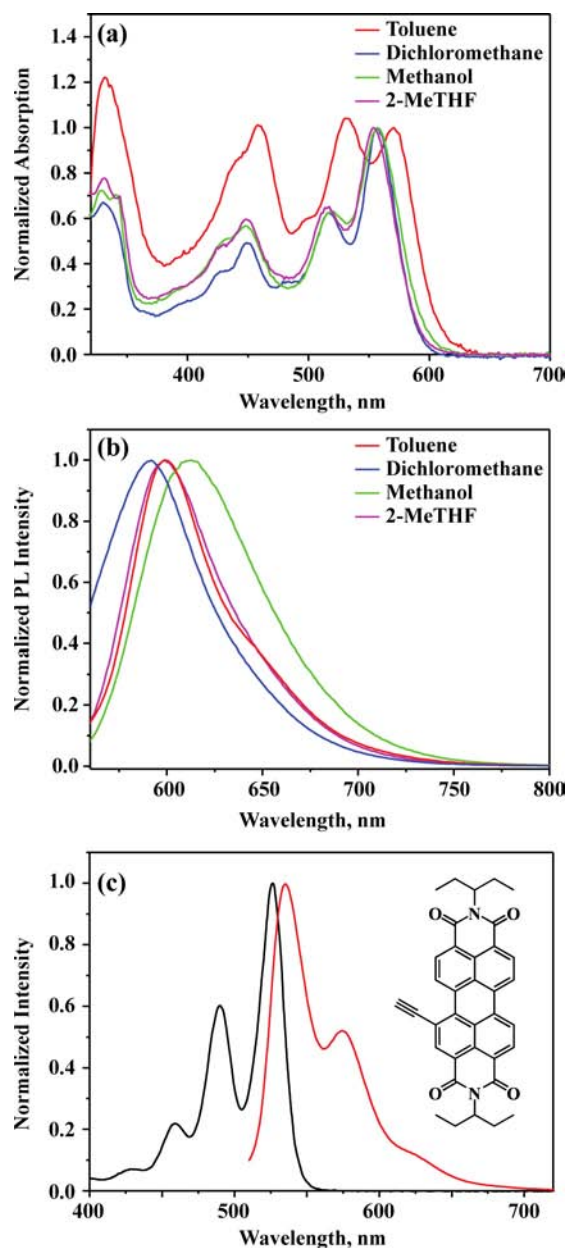 (a)
Toluene
Dichloromethane
Methanol
2-MeTHF
Normalized Absorption
1.4
1.2
1.0
0.8
0.6
0.4
0.2
0.0
400 500 600 700
Wavelength, nm
(b)
Toluene
Dichloromethane
Methanol
2-MeTHF
Normalized PL Intensity
1.0
0.8
0.6
0.4
0.2
0.0
600 650 700 750 800
Wavelength, nm
(c)
Normalized Intensity
1.0
0.8
0.6
0.4
0.2
0.0
O N O
O N O
400 500 600 700
Wavelength, nm